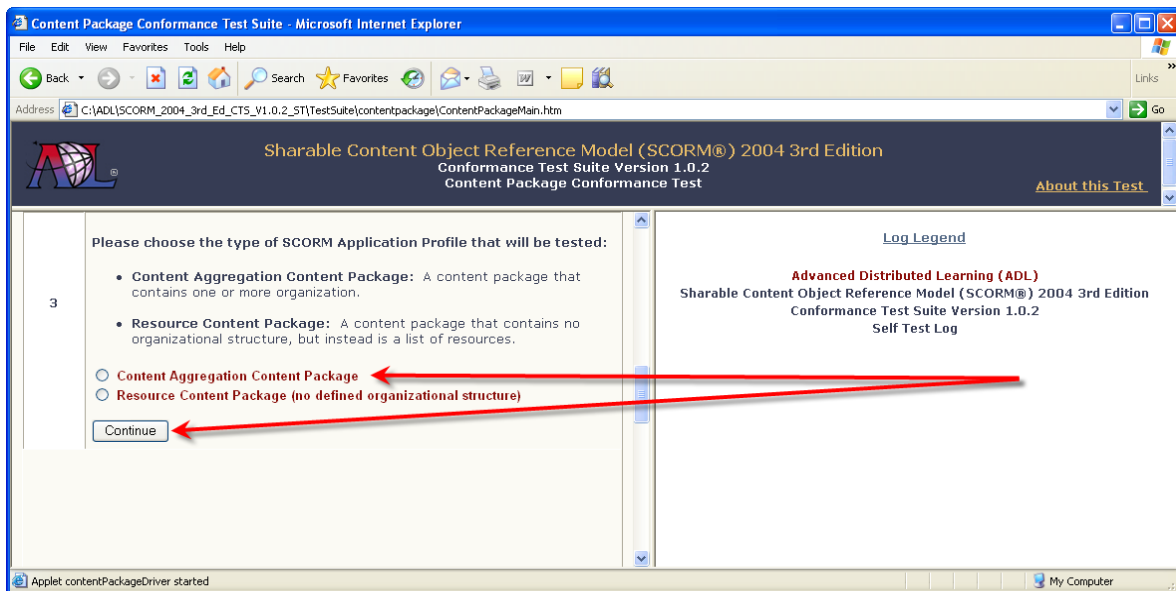 Content Package Conformance Test Suite - Microsoft Internet Explorer
File Edit View Favorites Tools Help
Back Search Favorites Links
Address C:\ADL\SCORM_2004_3rd_Ed_CTS_V1.0.2_ST\TestSuite\contentpackage\ContentPackageMain.htm Go
ADL®
Sharable Content Object Reference Model (SCORM®) 2004 3rd Edition
Conformance Test Suite Version 1.0.2
Content Package Conformance Test
About this Test
3
Please choose the type of SCORM Application Profile that will be tested:
• Content Aggregation Content Package: A content package that
contains one or more organization.
• Resource Content Package: A content package that contains no
organizational structure, but instead is a list of resources.
Content Aggregation Content Package
Resource Content Package (no defined organizational structure)
Continue
Log Legend
Advanced Distributed Learning (ADL)
Sharable Content Object Reference Model (SCORM®) 2004 3rd Edition
Conformance Test Suite Version 1.0.2
Self Test Log
Applet contentPackageDriver started
My Computer